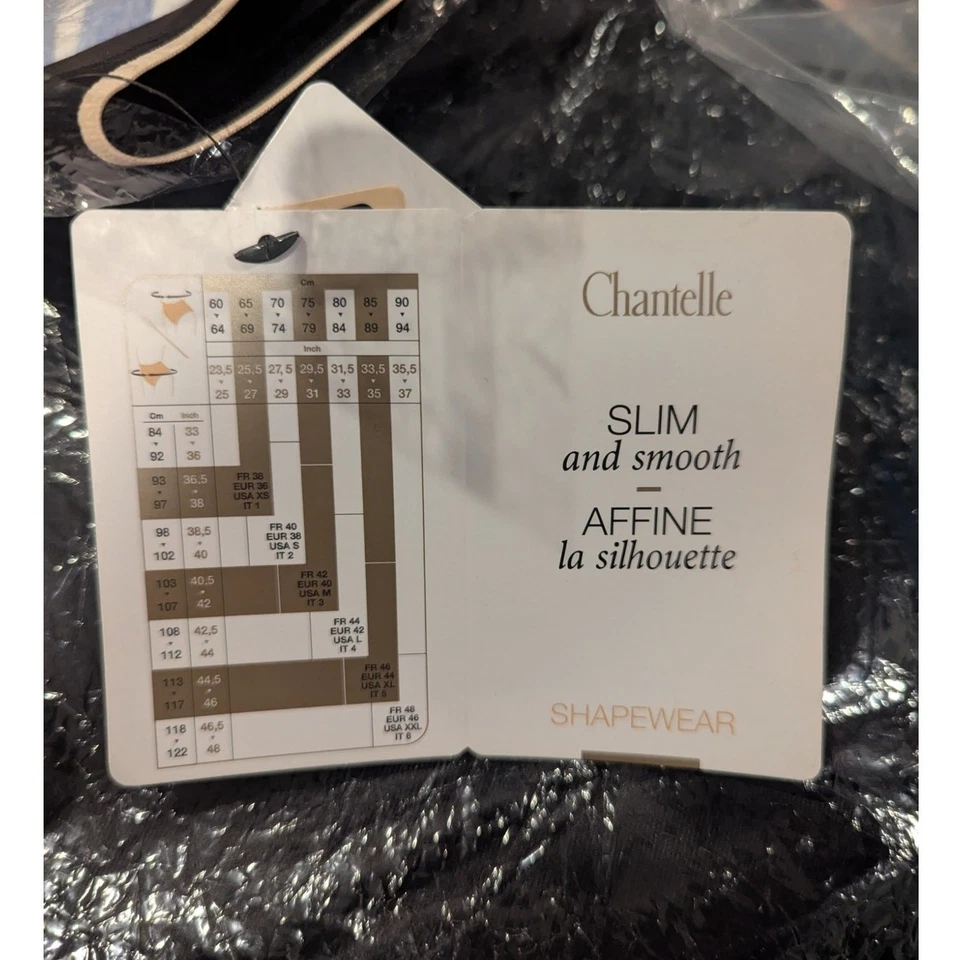 Cm
60 65 70 75 80 85 90
64 69 74 79 84 89 94
Inch
23,5 25,5 27,5 29,5 31,5 33,5 35,5
25 27 29 31 33 35 37
Cm Inch
84 33
92 36
93 36,5
97 38
FR 38
EUR 36
USA XS
IT 1
98 38,5
102 40
FR 40
EUR 38
USA S
IT 2
103 40,5
107 42
FR 42
EUR 40
USA M
IT 3
108 42,5
112 44
FR 44
EUR 42
USA L
IT 4
113 44,5
117 46
FR 46
EUR 44
USA XL
IT 5
118 46,5
122 48
FR 48
EUR 46
USA XXL
IT 6
Chantelle
SLIM
and smooth
AFFINE
la silhouette
SHAPEWEAR